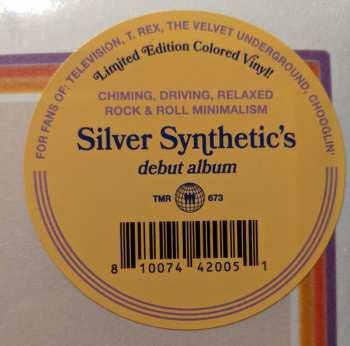 FOR FANS OF: TELEVISION, T. REX, THE VELVET UNDERGROUND, CHOOGLIN'
Limited Edition Colored Vinyl!
CHIMING, DRIVING, RELAXED
ROCK & ROLL MINIMALISM
Silver Synthetic's
debut album
TMR 673
8 10074 42005 1